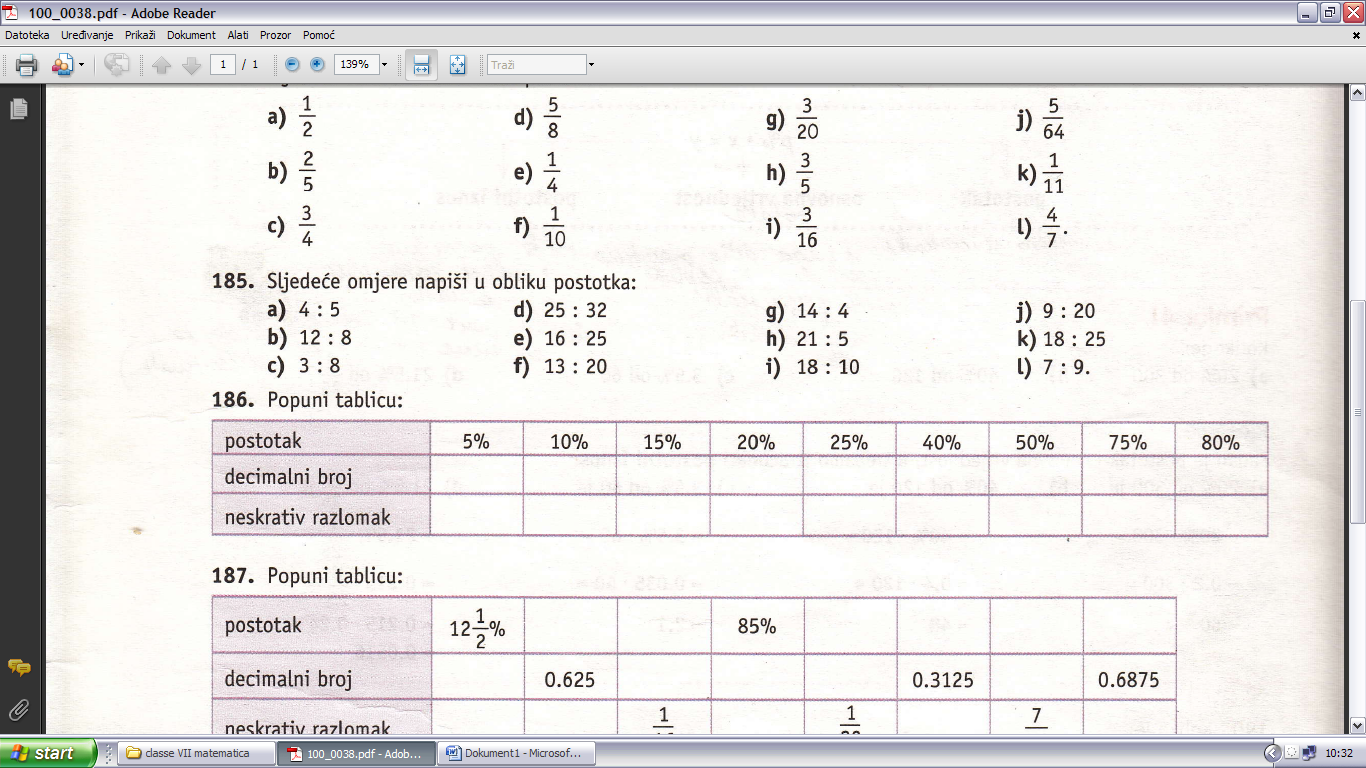 100_0038.pdf - Adobe Reader
Datoteka Uređivanje Prikaži Dokument Alati Prozor Pomoć
1 / 1 139% Traži
a) 1/2 d) 5/8 g) 3/20 j) 5/64
b) 2/5 e) 1/4 h) 3/5 k) 1/11
c) 3/4 f) 1/10 i) 3/16 l) 4/7.
185. Sljedeće omjere napiši u obliku postotka:
a) 4 : 5 d) 25 : 32 g) 14 : 4 j) 9 : 20
b) 12 : 8 e) 16 : 25 h) 21 : 5 k) 18 : 25
c) 3 : 8 f) 13 : 20 i) 18 : 10 l) 7 : 9.
186. Popuni tablicu:
postotak 5% 10% 15% 20% 25% 40% 50% 75% 80%
decimalni broj
neskrativ razlomak
187. Popuni tablicu:
postotak 12 1/2% 85%
decimalni broj 0.625 0.3125 0.6875
neskrativ razlomak 1 1 7
start classe VII matematica 100_0038.pdf - Adob... Dokument1 - Microsof... 10:32